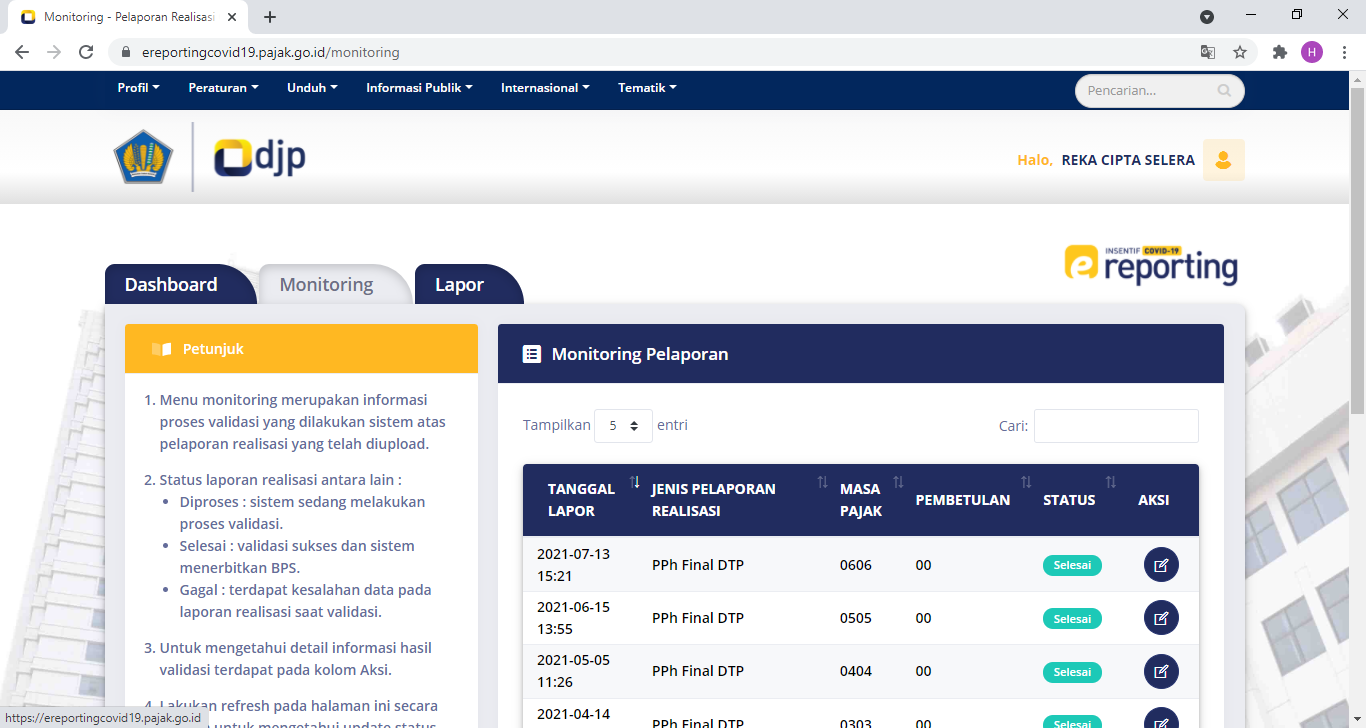 Monitoring - Pelaporan Realisasi
ereportingcovid19.pajak.go.id/monitoring
H
Profil Peraturan Unduh Informasi Publik Internasional Tematik
Pencarian...
djp
Halo, REKA CIPTA SELERA
INSENTIF COVID-19
e reporting
Dashboard
Monitoring
Lapor
Petunjuk
1. Menu monitoring merupakan informasi
proses validasi yang dilakukan sistem atas
pelaporan realisasi yang telah diupload.
2. Status laporan realisasi antara lain :
• Diproses : sistem sedang melakukan
proses validasi.
• Selesai : validasi sukses dan sistem
menerbitkan BPS.
• Gagal : terdapat kesalahan data pada
laporan realisasi saat validasi.
3. Untuk mengetahui detail informasi hasil
validasi terdapat pada kolom Aksi.
4. Lakukan refresh pada halaman ini secara
untuk mengetahui update status
Monitoring Pelaporan
Tampilkan 5 entri
Cari:
TANGGAL LAPOR JENIS PELAPORAN REALISASI MASA PAJAK PEMBETULAN STATUS AKSI
2021-07-13 15:21 PPh Final DTP 0606 00 Selesai
2021-06-15 13:55 PPh Final DTP 0505 00 Selesai
2021-05-05 11:26 PPh Final DTP 0404 00 Selesai
2021-04-14 PPh Final DTP 0303 00 Selesai
https://ereportingcovid19.pajak.go.id